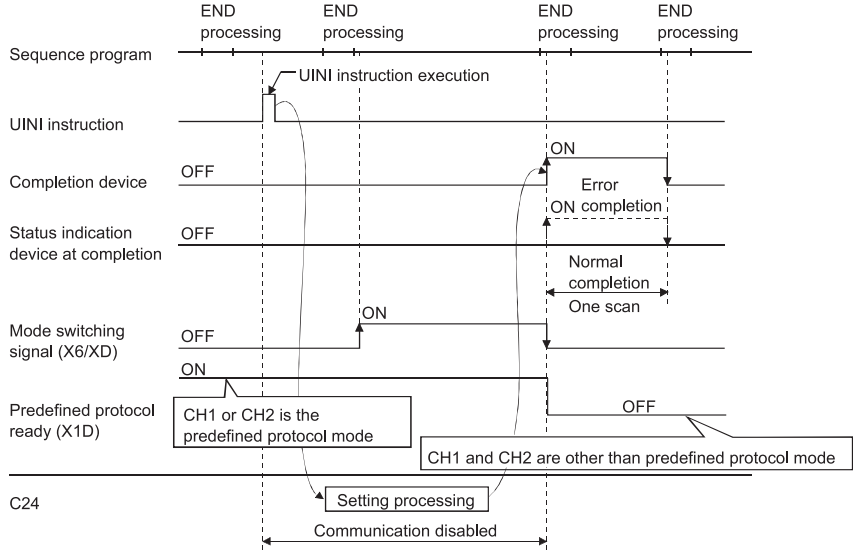 END
processing
END
processing
END
processing
END
processing
Sequence program
UINI instruction execution
UINI instruction
ON
OFF
Completion device
Error
completion
ON
Status indication
device at completion
OFF
Normal
completion
One scan
ON
Mode switching
signal (X6/XD)
OFF
ON
Predefined protocol
ready (X1D)
CH1 or CH2 is the
predefined protocol mode
OFF
CH1 and CH2 are other than predefined protocol mode
C24
Setting processing
Communication disabled